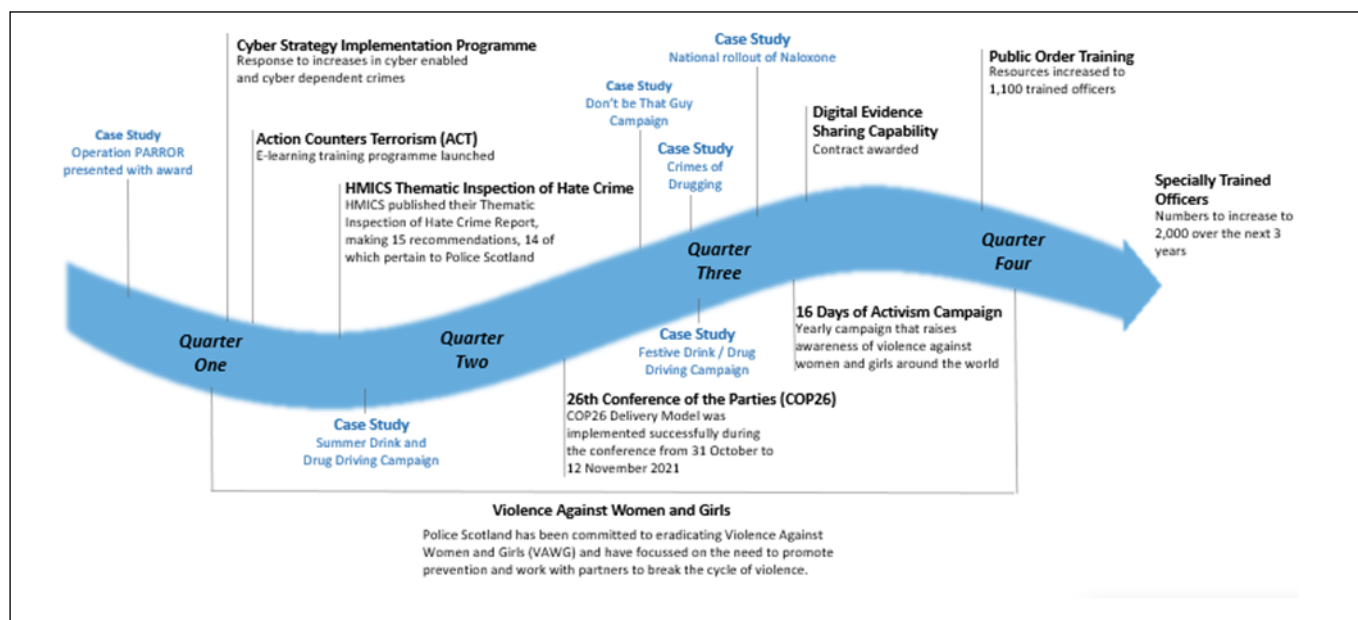 Case Study
Operation PARROR
presented with award
Cyber Strategy Implementation Programme
Response to increases in cyber enabled
and cyber dependent crimes
Action Counters Terrorism (ACT)
E-learning training programme launched
HMICS Thematic Inspection of Hate Crime
HMICS published their Thematic
Inspection of Hate Crime Report,
making 15 recommendations, 14 of
which pertain to Police Scotland
Case Study
Don't be That Guy
Campaign
Case Study
Crimes of
Drugging
Case Study
National rollout of Naloxone
Digital Evidence
Sharing Capability
Contract awarded
Public Order Training
Resources increased to
1,100 trained officers
Specially Trained
Officers
Numbers to increase to
2,000 over the next 3
years
Quarter
One
Quarter
Two
Quarter
Three
Quarter
Four
Case Study
Summer Drink and
Drug Driving Campaign
26th Conference of the Parties (COP26)
COP26 Delivery Model was
implemented successfully during
the conference from 31 October to
12 November 2021
Case Study
Festive Drink / Drug
Driving Campaign
16 Days of Activism Campaign
Yearly campaign that raises
awareness of violence against
women and girls around the world
Violence Against Women and Girls
Police Scotland has been committed to eradicating Violence Against
Women and Girls (VAWG) and have focussed on the need to promote
prevention and work with partners to break the cycle of violence.